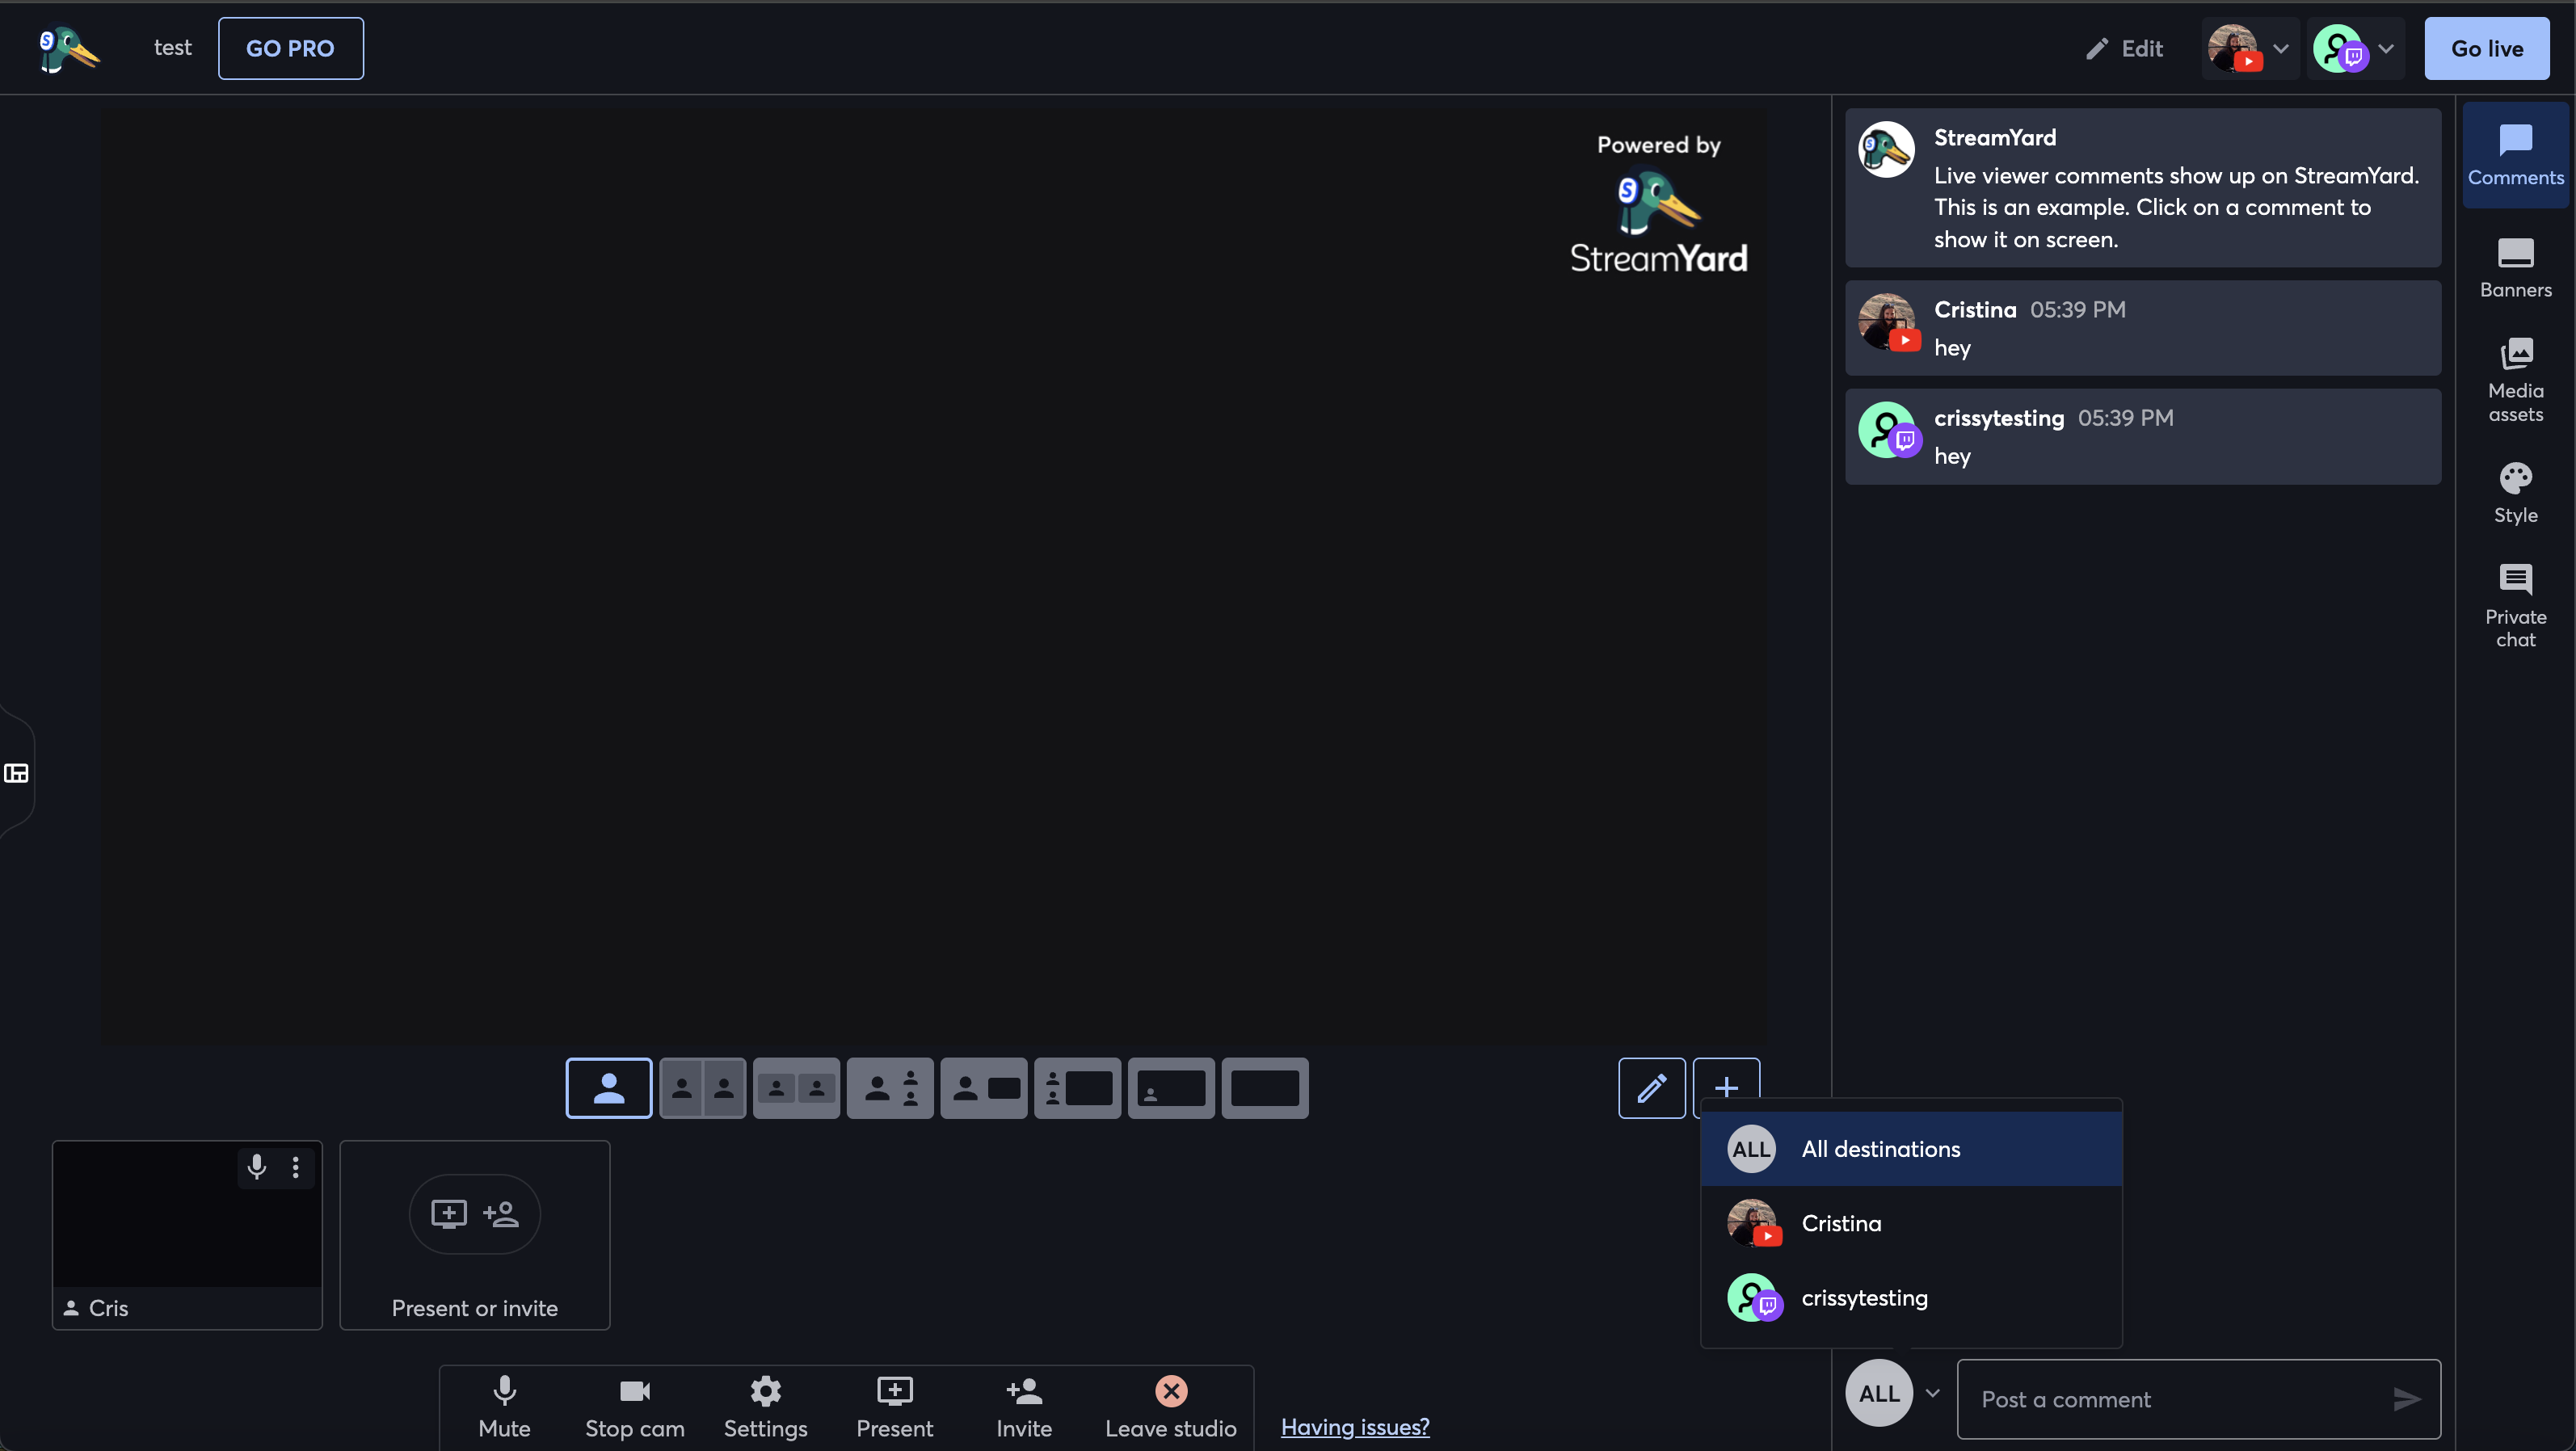 test
GO PRO
Edit
Go live
Powered by
StreamYard
StreamYard
Live viewer comments show up on StreamYard.
This is an example. Click on a comment to
show it on screen.
Cristina 05:39 PM
hey
crissytesting 05:39 PM
hey
Comments
Banners
Media
assets
Style
Private
chat
ALL All destinations
Cristina
crissytesting
Cris
Present or invite
Mute
Stop cam
Settings
Present
Invite
Leave studio
Having issues?
ALL
Post a comment